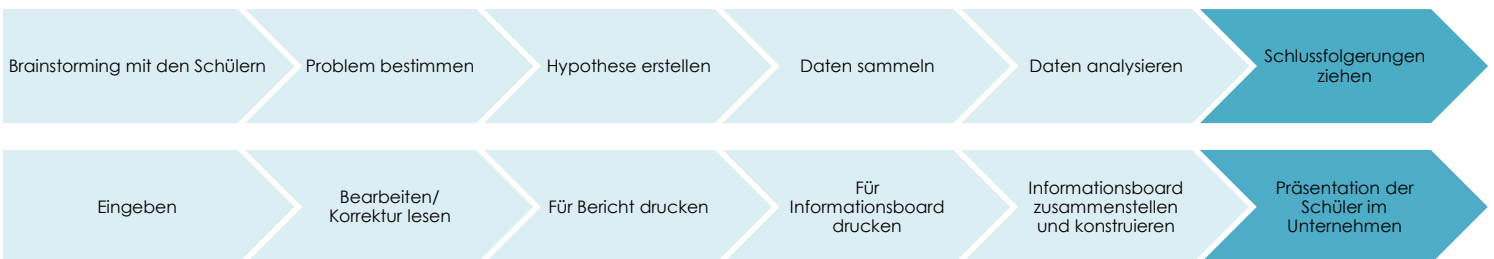 Brainstorming mit den Schülern
Problem bestimmen
Hypothese erstellen
Daten sammeln
Daten analysieren
Schlussfolgerungen
ziehen
Eingeben
Bearbeiten/
Korrektur lesen
Für Bericht drucken
Für
Informationsboard
drucken
Informationsboard
zusammenstellen
und konstruieren
Präsentation der
Schüler im
Unternehmen